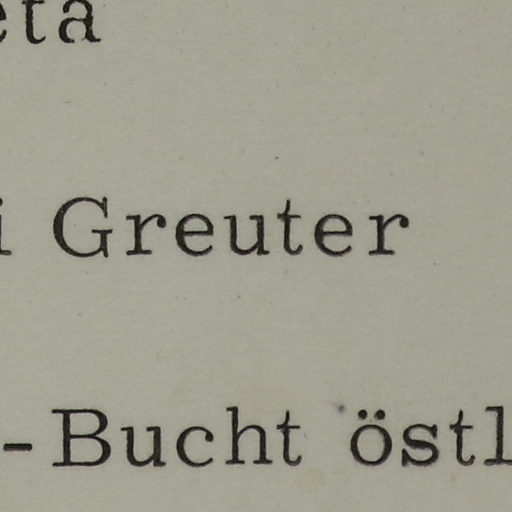 eta
i Greuter
-Bucht östl